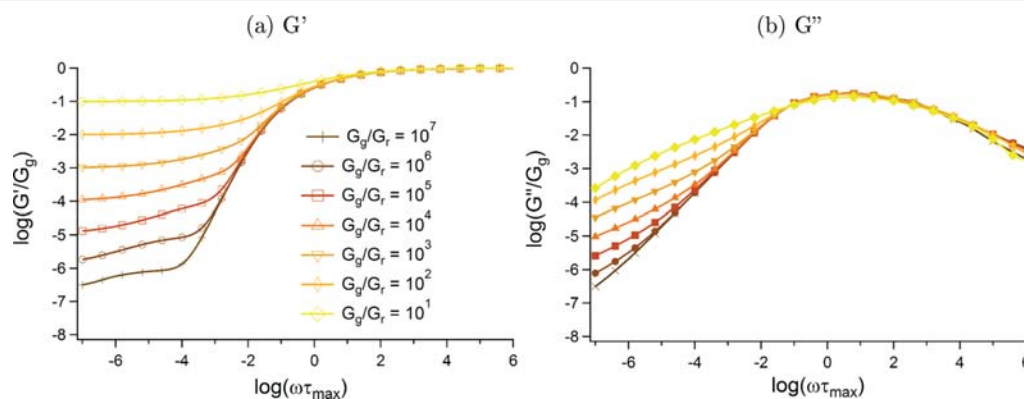 (a) G’
(b) G”
0
-1
-2
-3
-4
-5
-6
-7
-8
log(G'/Gg)
Gg/Gr = 10^7
Gg/Gr = 10^6
Gg/Gr = 10^5
Gg/Gr = 10^4
Gg/Gr = 10^3
Gg/Gr = 10^2
Gg/Gr = 10^1
-6
-4
-2
0
2
4
6
log(ωτmax)
0
-1
-2
-3
-4
-5
-6
-7
-8
log(G''/Gg)
-6
-4
-2
0
2
4
6
log(ωτmax)